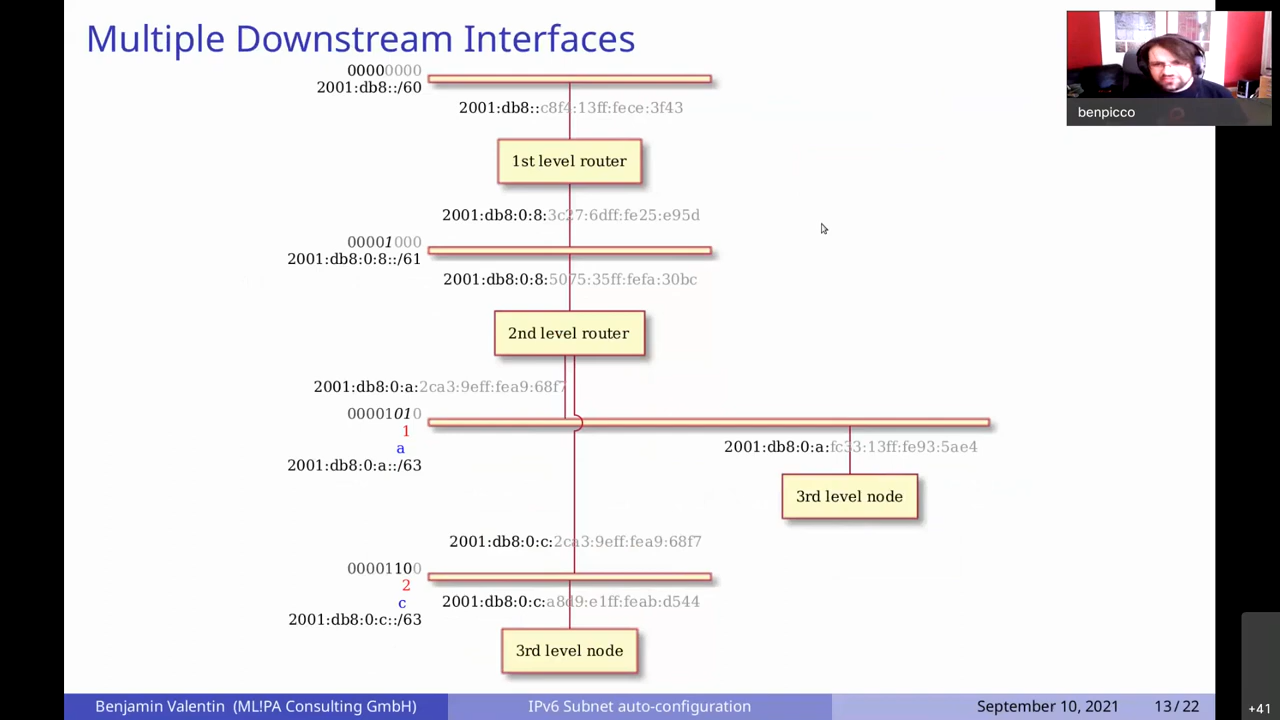 Multiple Downstream Interfaces
benpicco
00000000
2001:db8::/60
2001:db8::c8f4:13ff:fece:3f43
1st level router
2001:db8:0:8:3c27:6dff:fe25:e95d
00001000
2001:db8:0:8::/61
2001:db8:0:8:5075:35ff:fefa:30bc
2nd level router
2001:db8:0:a:2ca3:9eff:fea9:68f7
00001010
1
a
2001:db8:0:a::/63
2001:db8:0:a:fc33:13ff:fe93:5ae4
3rd level node
2001:db8:0:c:2ca3:9eff:fea9:68f7
00001100
2
c
2001:db8:0:c::/63
2001:db8:0:c:a8d9:e1ff:feab:d544
3rd level node
Benjamin Valentin (ML!PA Consulting GmbH)
IPv6 Subnet auto-configuration
September 10, 2021
13 / 22
+41